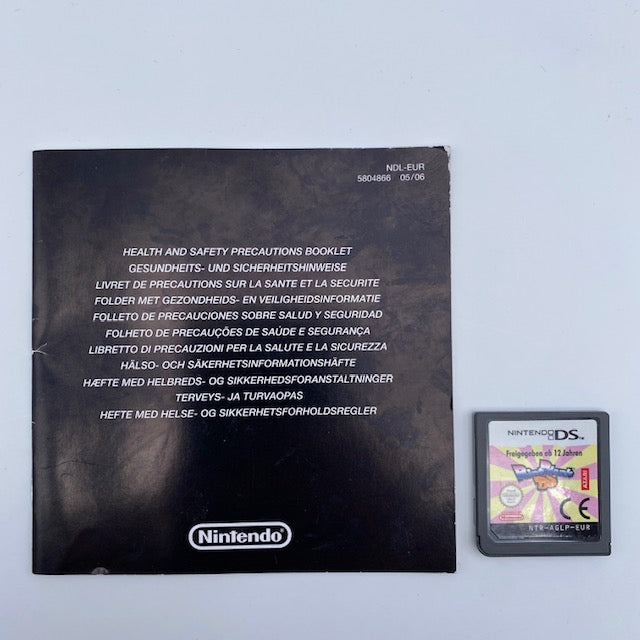 NDL-EUR
5804866 05/06
HEALTH AND SAFETY PRECAUTIONS BOOKLET
GESUNDHEITS- UND SICHERHEITSHINWEISE
LIVRET DE PRECAUTIONS SUR LA SANTE ET LA SECURITE
FOLDER MET GEZONDHEIDS- EN VEILIGHEIDSINFORMATIE
FOLLETO DE PRECAUCIONES SOBRE SALUD Y SEGURIDAD
FOLHETO DE PRECAUÇÕES DE SAÚDE E SEGURANÇA
LIBRETTO DI PRECAUZIONI PER LA SALUTE E LA SICUREZZA
HÄLSO- OCH SÄKERHETSINFORMATIONSHÄFTE
HÆFTE MED HELBREDS- OG SIKKERHEDSFORANSTALTNINGER
TERVEYS- JA TURVAOPAS
HEFTE MED HELSE- OG SIKKERHETSFORHOLDSREGLER
Nintendo
NINTENDO DS
Freigegeben ab 12 Jahren
ATARI
CE
Nintendo
NTR-AGLP-EUR